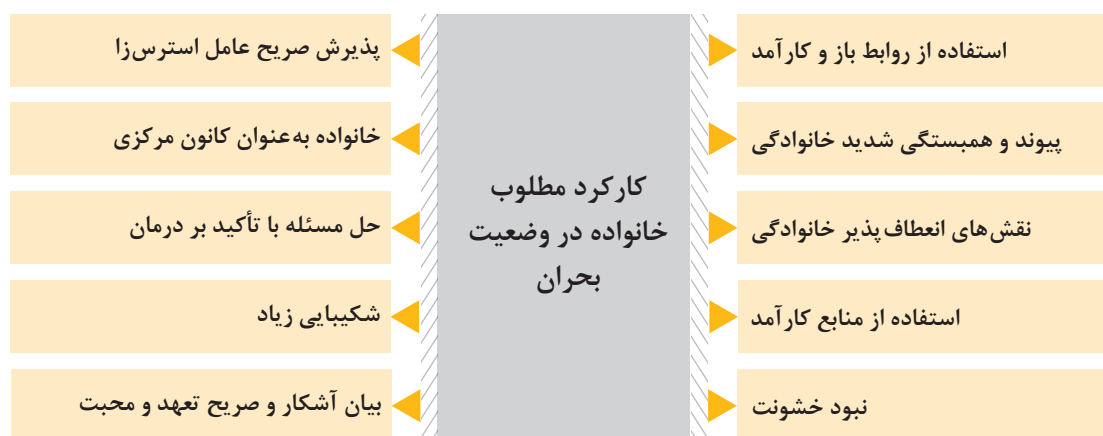 استفاده از روابط باز و کارآمد
پیوند و همبستگی شدید خانوادگی
نقش‌های انعطاف‌پذیر خانوادگی
استفاده از منابع کارآمد
نبود خشونت
کارکرد مطلوب
خانواده در وضعیت
بحران
پذیرش صریح عامل استرس‌زا
خانواده به‌عنوان کانون مرکزی
حل مسئله با تأکید بر درمان
شکیبایی زیاد
بیان آشکار و صریح تعهد و محبت